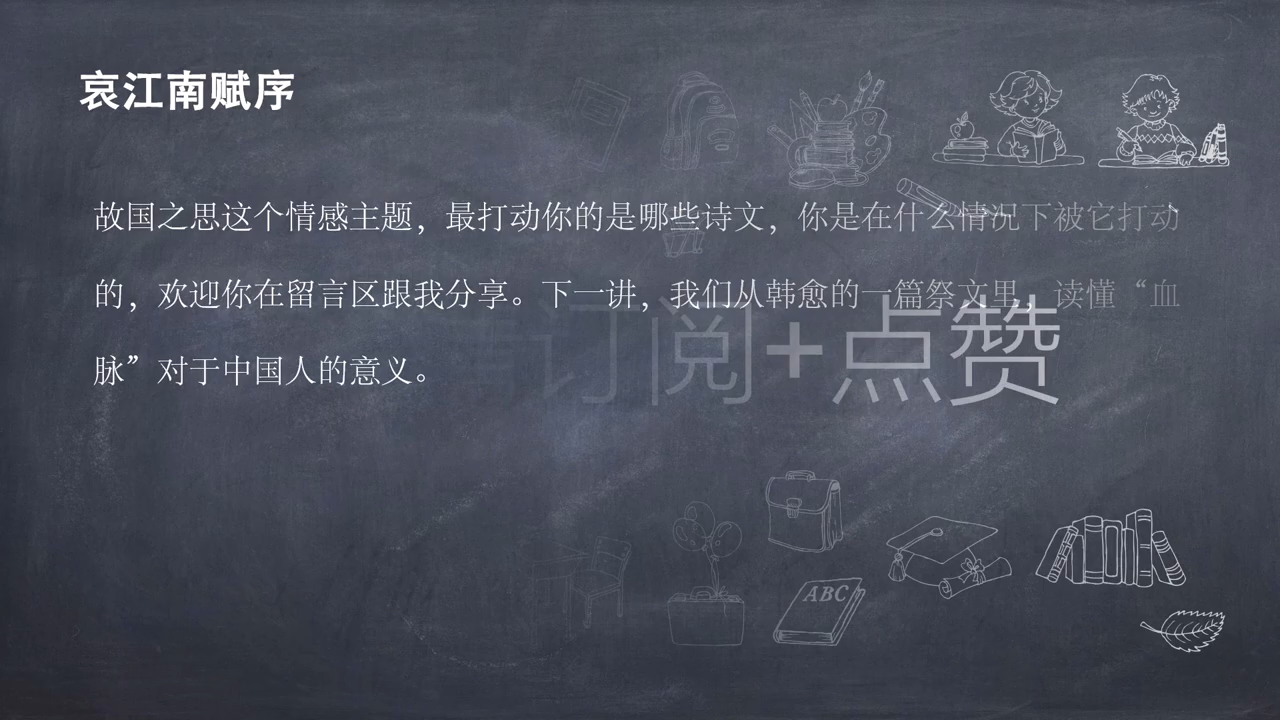 哀江南赋序
故国之思这个情感主题，最打动你的是哪些诗文，你是在什么情况下被它打动
的，欢迎你在留言区跟我分享。下一讲，我们从韩愈的一篇祭文里，读懂“血
脉”对于中国人的意义。
订阅+点赞
ABC